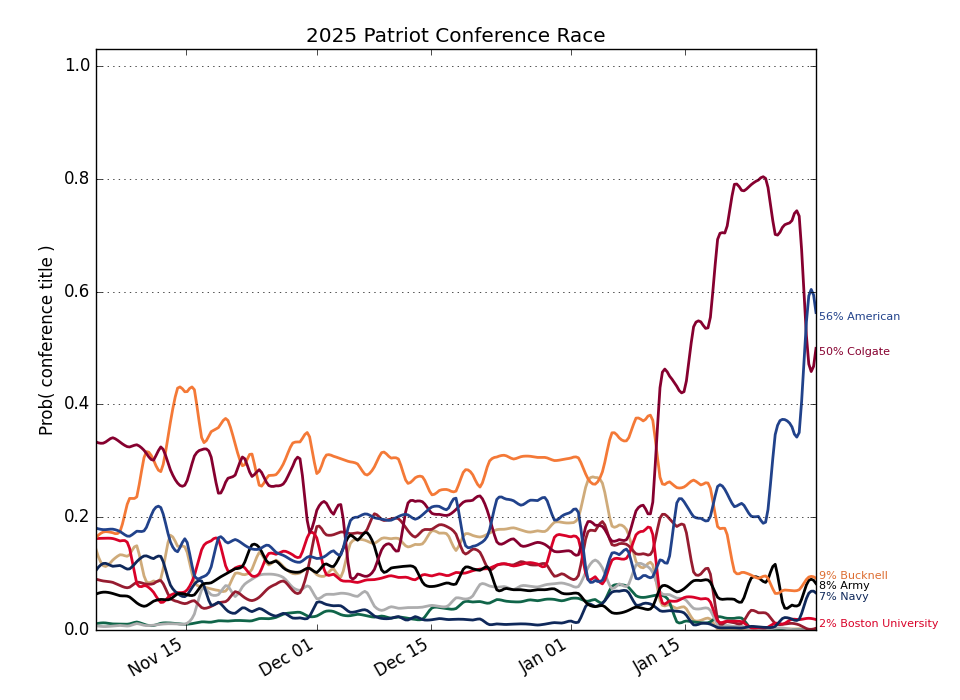 2025 Patriot Conference Race
Prob( conference title )
1.0
0.8
0.6
0.4
0.2
0.0
56% American
50% Colgate
9% Bucknell
8% Army
7% Navy
2% Boston University
Nov 15
Dec 01
Dec 15
Jan 01
Jan 15